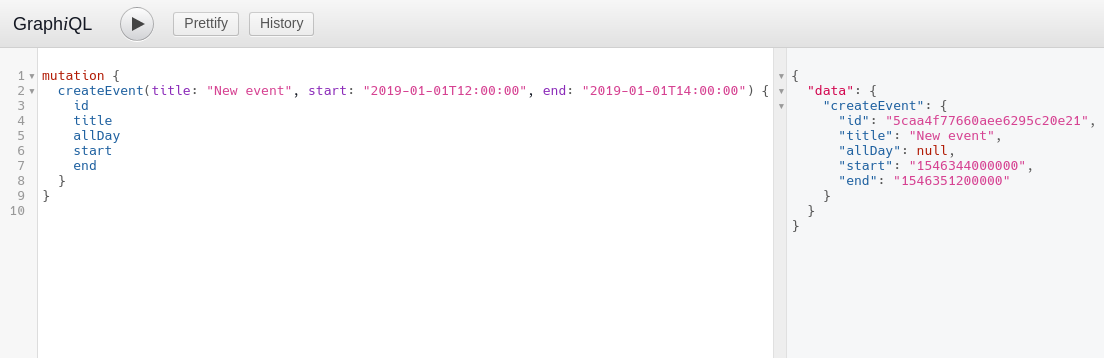 GraphiQL
Prettify
History
1 mutation {
2 createEvent(title: "New event", start: "2019-01-01T12:00:00", end: "2019-01-01T14:00:00") {
3 id
4 title
5 allDay
6 start
7 end
8 }
9 }
10
{
"data": {
"createEvent": {
"id": "5caa4f77660aee6295c20e21",
"title": "New event",
"allDay": null,
"start": "1546344000000",
"end": "1546351200000"
}
}
}